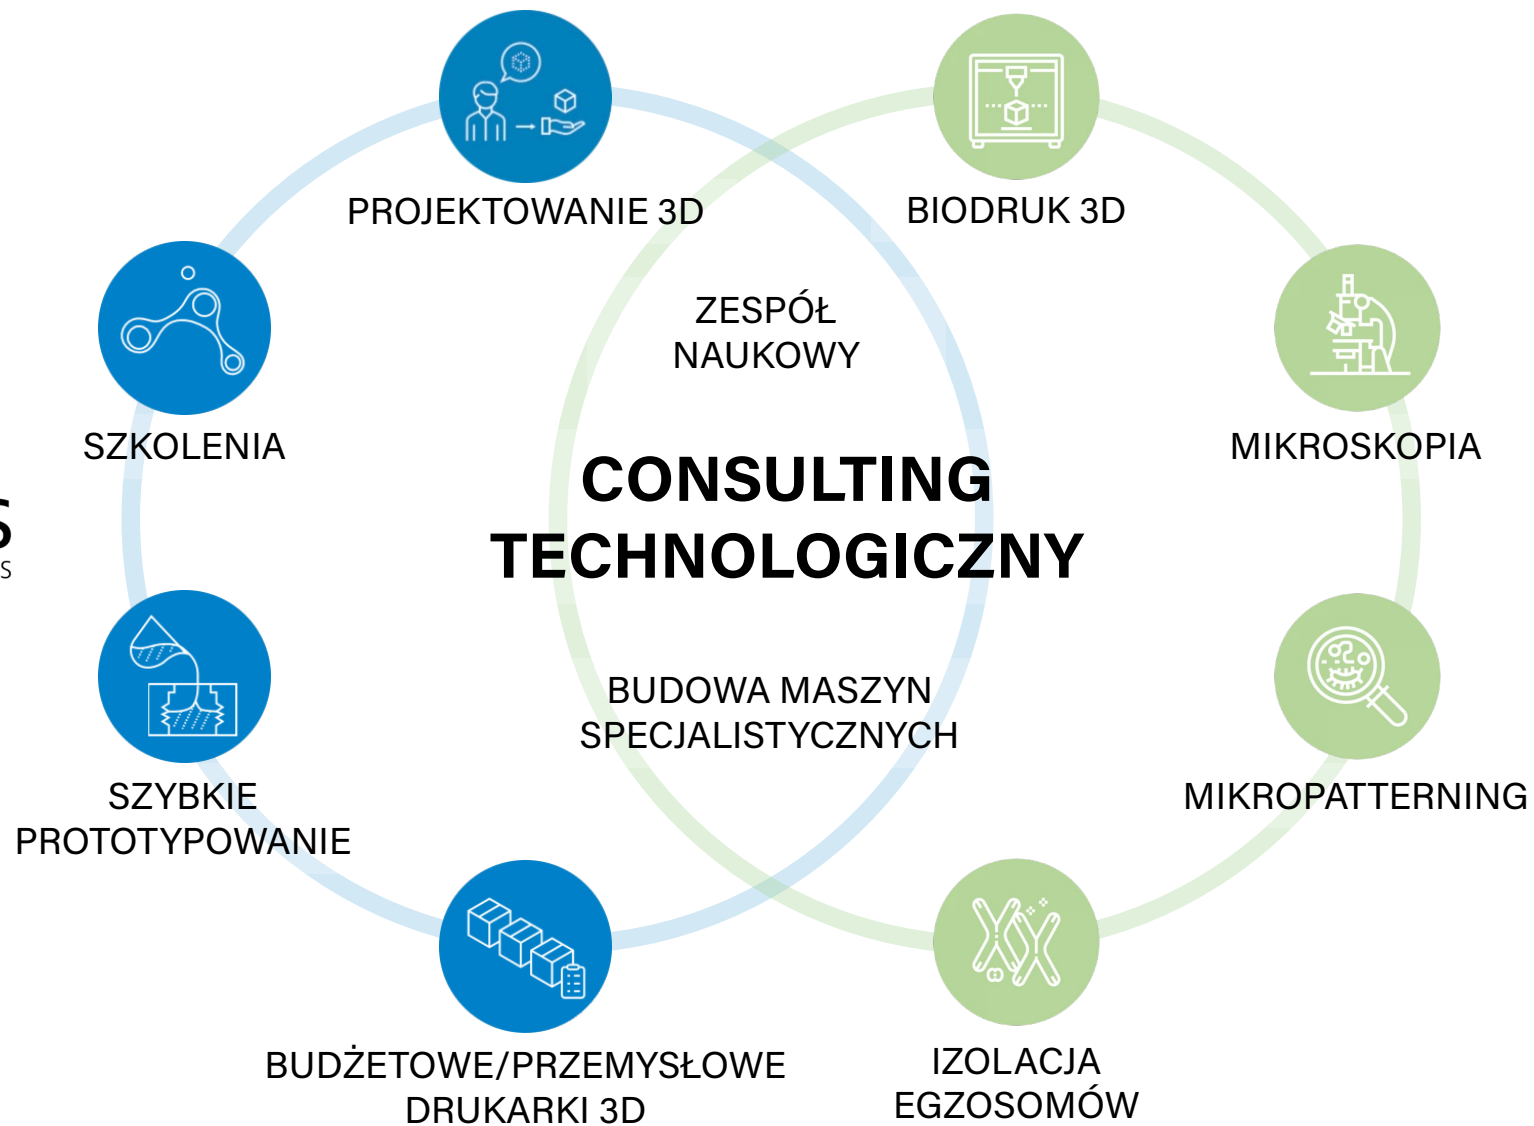 PROJEKTOWANIE 3D
BIODRUK 3D
ZESPÓŁ
NAUKOWY
SZKOLENIA
MIKROSKOPIA
CONSULTING
TECHNOLOGICZNY
S
S
BUDOWA MASZYN
SPECJALISTYCZNYCH
SZYBKIE
PROTOTYPOWANIE
MIKROPATTERNING
BUDŻETOWE/PRZEMYSŁOWE
DRUKARKI 3D
IZOLACJA
EGZOSOMÓW